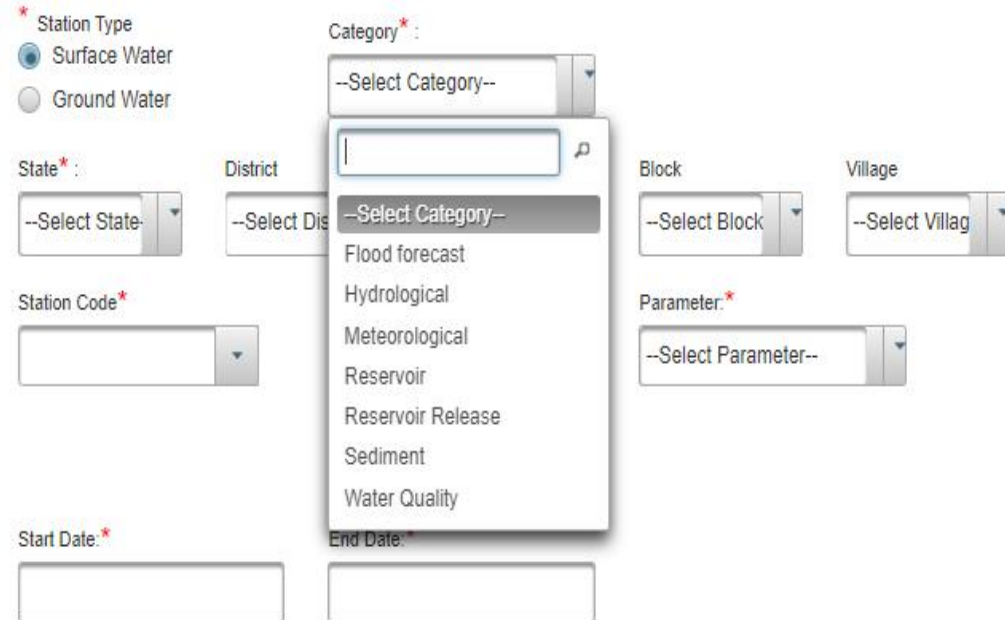 * Station Type
Surface Water
Ground Water
Category* :
--Select Category--
--Select Category--
Flood forecast
Hydrological
Meteorological
Reservoir
Reservoir Release
Sediment
Water Quality
State* :
--Select State-
District
--Select Dis
Block
--Select Block
Village
--Select Villag
Station Code*
Parameter:*
--Select Parameter--
Start Date:*
End Date:*